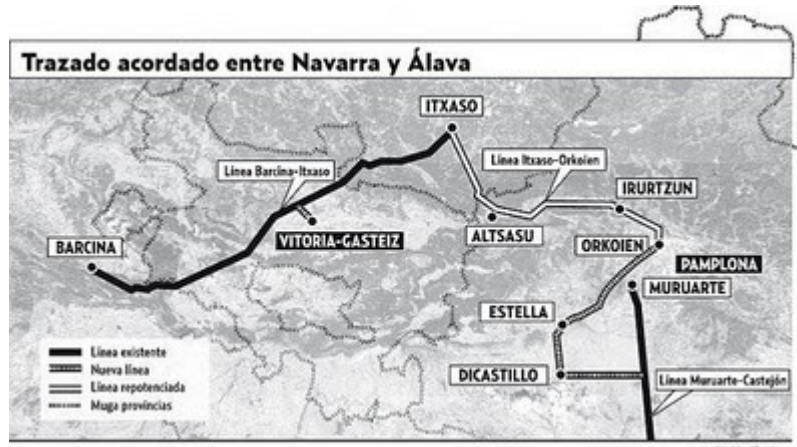 Trazado acordado entre Navarra y Álava
ITXASO
Línea Barcina-Itxaso
Línea Itxaso-Orkoien
IRURTZUN
BARCINA
VITORIA-GASTEIZ
ALTSASU
ORKOIEN
PAMPLONA
MURUARTE
ESTELLA
DICASTILLO
Línea Muruarte-Castejón
Línea existente
Nueva línea
Línea repotenciada
Muga provincias